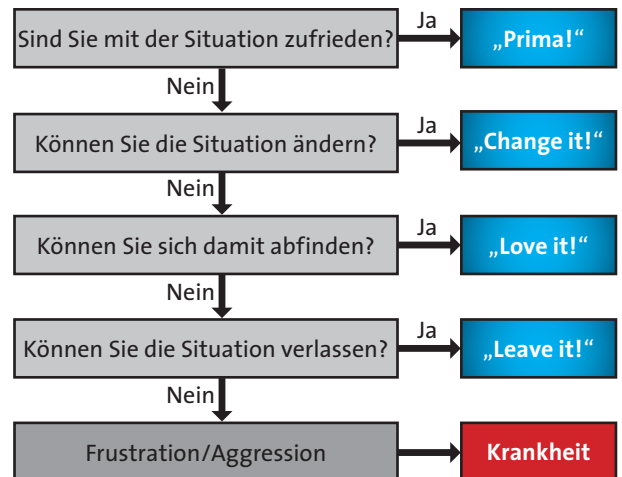 Sind Sie mit der Situation zufrieden?
Ja
„Prima!“
Nein
Können Sie die Situation ändern?
Ja
„Change it!“
Nein
Können Sie sich damit abfinden?
Ja
„Love it!“
Nein
Können Sie die Situation verlassen?
Ja
„Leave it!“
Nein
Frustration/Aggression
Krankheit